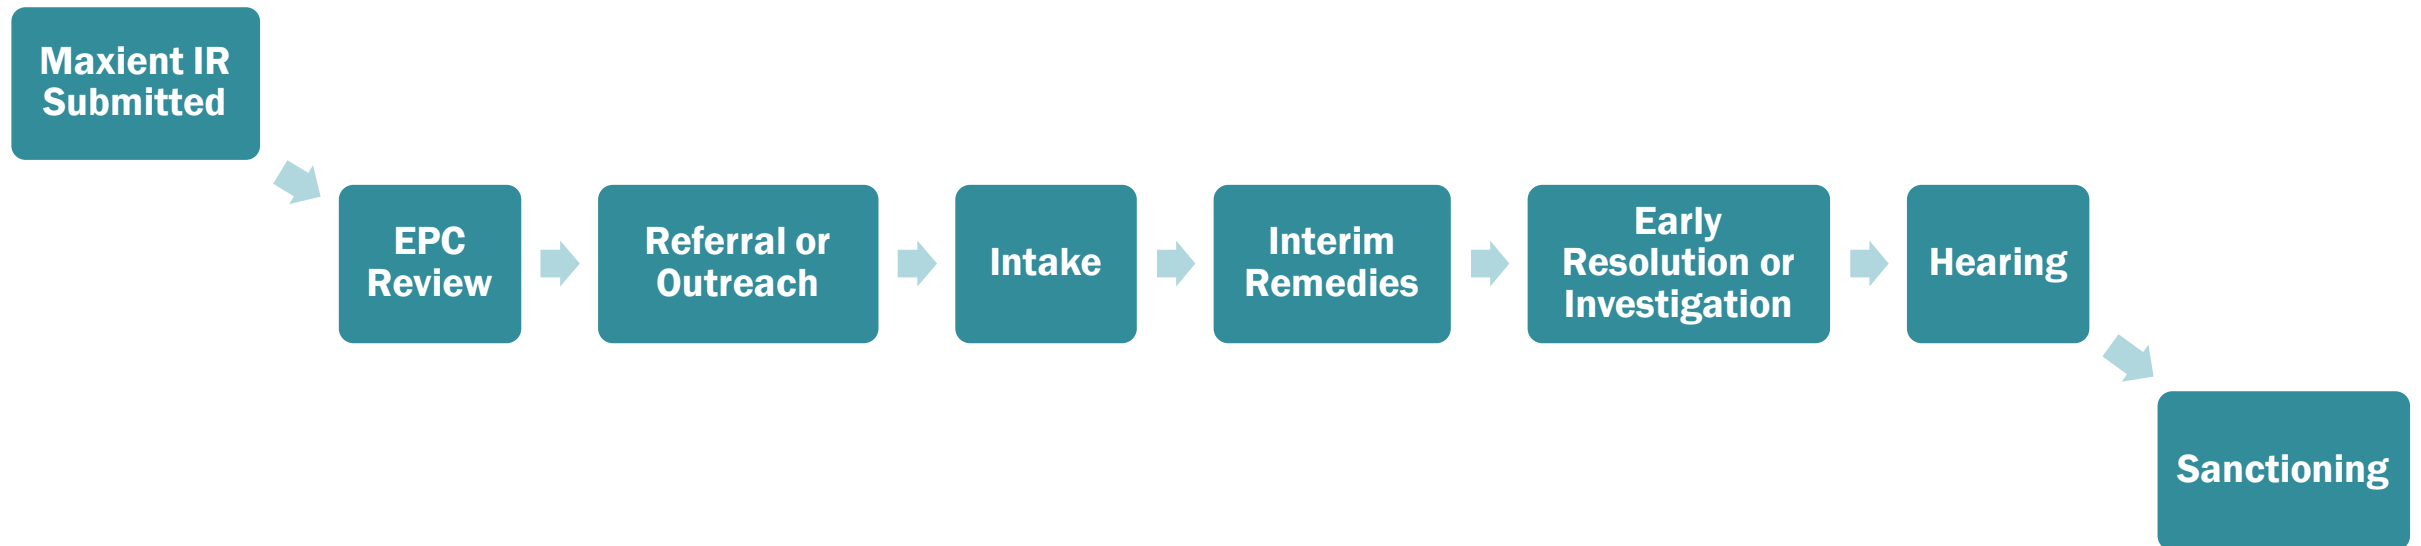 Maxient IR
Submitted
EPC
Review
Referral or
Outreach
Intake
Interim
Remedies
Early
Resolution or
Investigation
Hearing
Sanctioning